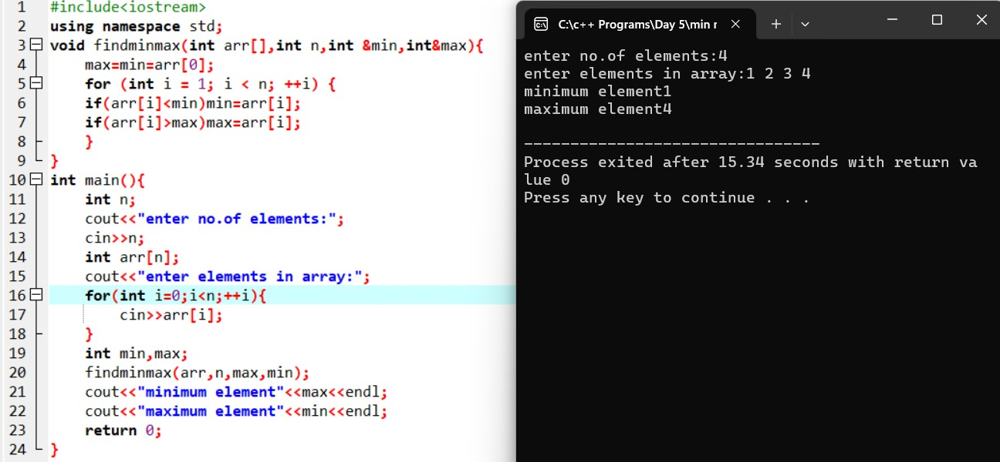 1 #include<iostream>
2 using namespace std;
3 void findminmax(int arr[],int n,int &min,int&max){
4 max=min=arr[0];
5 for (int i = 1; i < n; ++i) {
6 if(arr[i]<min)min=arr[i];
7 if(arr[i]>max)max=arr[i];
8 }
9 }
10 int main(){
11 int n;
12 cout<<"enter no.of elements:";
13 cin>>n;
14 int arr[n];
15 cout<<"enter elements in array:";
16 for(int i=0;i<n;++i){
17 cin>>arr[i];
18 }
19 int min,max;
20 findminmax(arr,n,max,min);
21 cout<<"minimum element"<<max<<endl;
22 cout<<"maximum element"<<min<<endl;
23 return 0;
24 }
C:\c++ Programs\Day 5\min r
enter no.of elements:4
enter elements in array:1 2 3 4
minimum element1
maximum element4
--------------------------------
Process exited after 15.34 seconds with return va
lue 0
Press any key to continue . . .